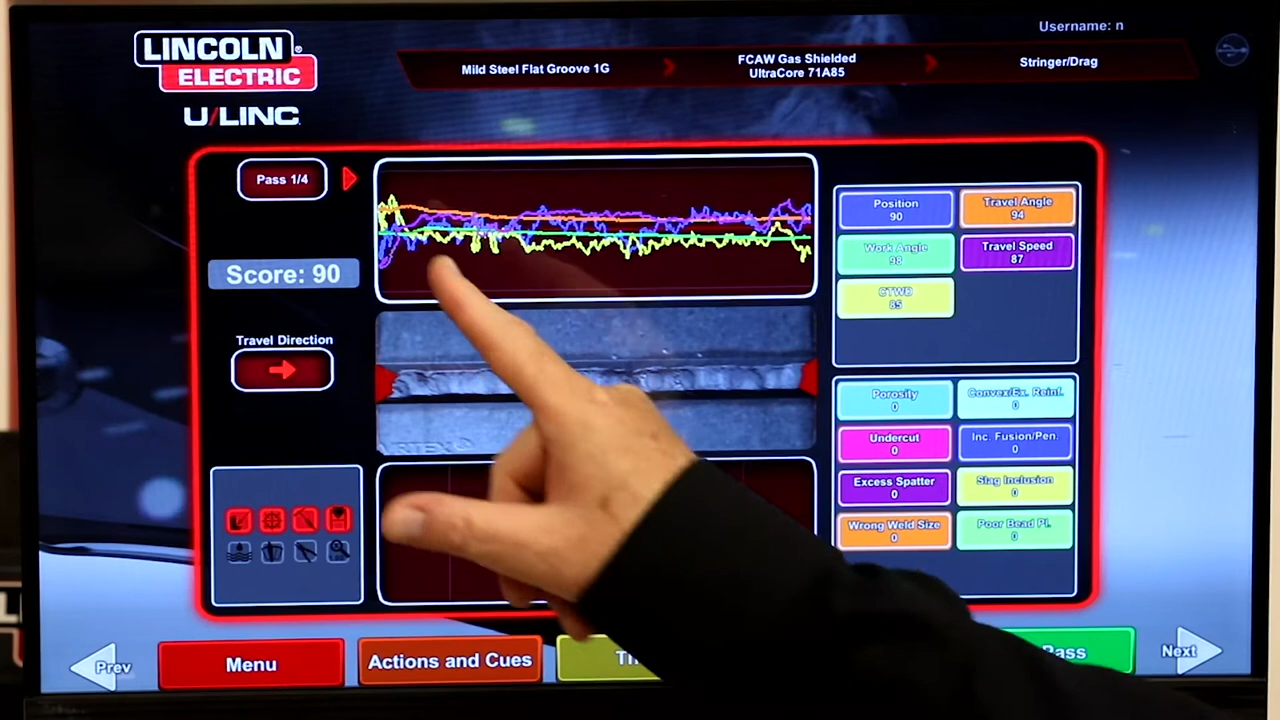 Username: n
LINCOLN®
ELECTRIC
U/LINC
Mild Steel Flat Groove 1G
FCAW Gas Shielded
UltraCore 71A85
Stringer/Drag
Pass 1/4
Score: 90
Travel Direction
Position
90
Travel Angle
94
Work Angle
98
Travel Speed
87
CTWD
85
Porosity
0
Convex/Ex. Reinf.
0
Undercut
0
Inc. Fusion/Pen.
0
Excess Spatter
0
Slag Inclusion
0
Wrong Weld Size
0
Poor Bead Pl.
0
Prev
Menu
Actions and Cues
Pass
Next